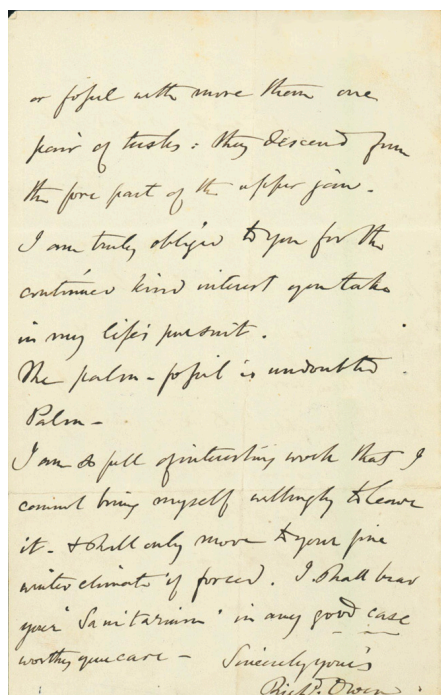 or fossil with more than one
pair of tusks: they descend from
the fore part of the upper jaw.
I am truly obliged to you for the
continued kind interest you take
in my life's pursuit.
The palm-fossil is undoubted
Palm—
I am so full of interesting work that I
cannot bring myself willingly to leave
it. & shall only move to your fine
winter climate if forced. I shall bear
your 'Sanitarium' in any good case
worthy your care— Sincerely yours
Richd. Owen